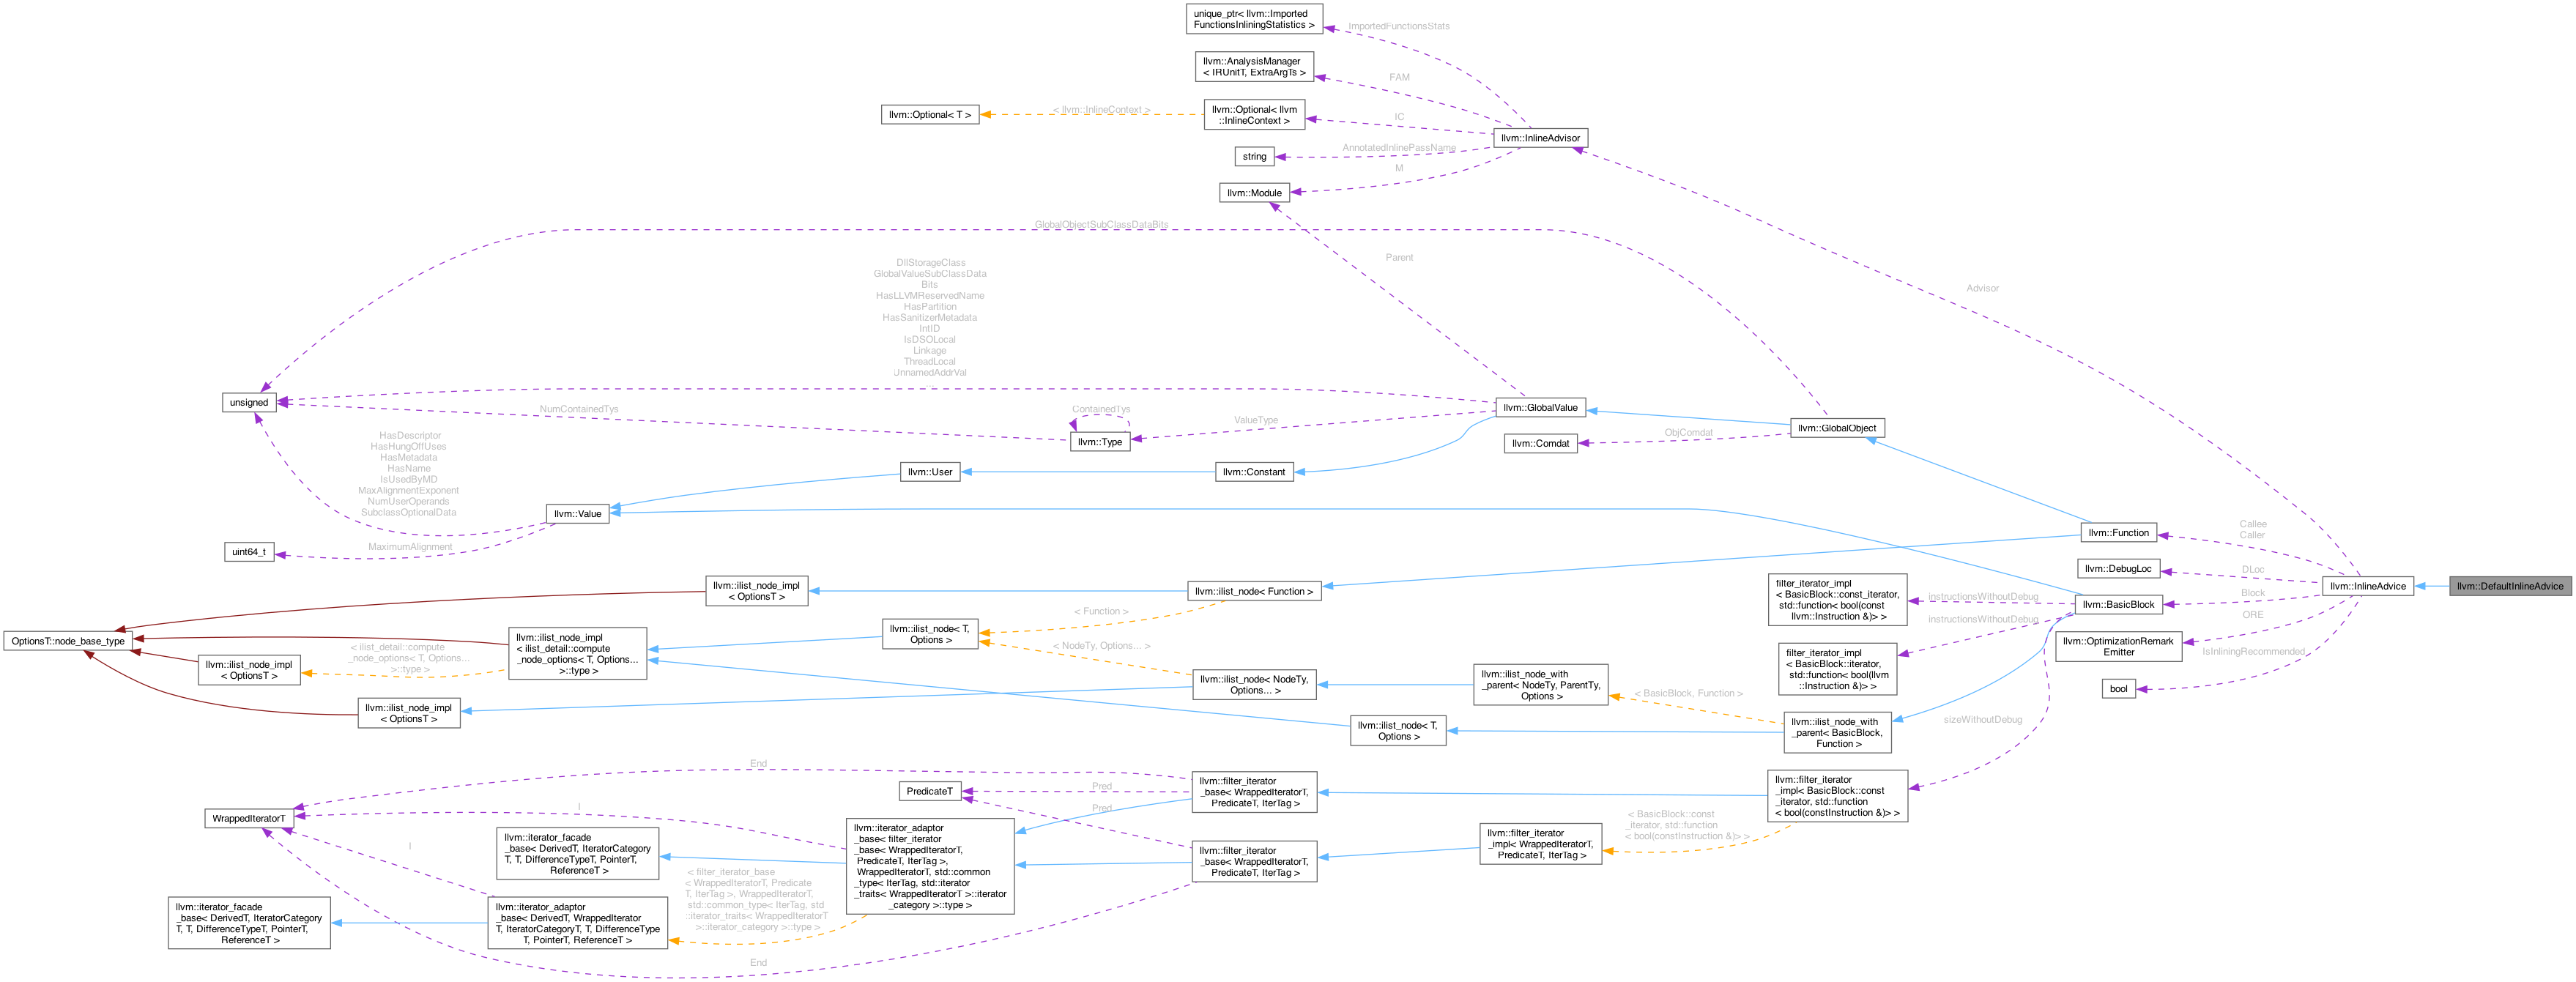 unique_ptr< llvm::Imported
FunctionsInliningStatistics >
ImportedFunctionsStats
llvm::AnalysisManager
< IRUnitT, ExtraArgTs >
FAM
llvm::Optional< T >
< llvm::InlineContext >
llvm::Optional< llvm
::InlineContext >
IC
llvm::InlineAdvisor
string
AnnotatedInlinePassName
M
llvm::Module
GlobalObjectSubClassDataBits
Parent
DllStorageClass
GlobalValueSubClassData
Bits
HasLLVMReservedName
HasPartition
HasSanitizerMetadata
IntID
IsDSOLocal
Linkage
ThreadLocal
UnnamedAddrVal
...
Advisor
unsigned
NumContainedTys
ContainedTys
llvm::Type
ValueType
llvm::GlobalValue
ObjComdat
llvm::Comdat
llvm::GlobalObject
HasDescriptor
HasHungOffUses
HasMetadata
HasName
IsUsedByMD
MaxAlignmentExponent
NumUserOperands
SubclassOptionalData
llvm::User
llvm::Constant
llvm::Value
uint64_t
MaximumAlignment
llvm::Function
Callee
Caller
llvm::DebugLoc
DLoc
llvm::InlineAdvice
llvm::DefaultInlineAdvice
Block
ORE
IsInliningRecommended
llvm::BasicBlock
llvm::OptimizationRemark
Emitter
bool
filter_iterator_impl
< BasicBlock::const_iterator,
std::function< bool(const
llvm::Instruction &)> >
instructionsWithoutDebug
instructionsWithoutDebug
filter_iterator_impl
< BasicBlock::iterator,
std::function< bool(llvm
::Instruction &)> >
sizeWithoutDebug
llvm::ilist_node_impl
< OptionsT >
llvm::ilist_node< Function >
< Function >
OptionsT::node_base_type
llvm::ilist_node_impl
< ilist_detail::compute
_node_options< T, Options...
>::type >
llvm::ilist_node< T,
Options >
< NodeTy, Options... >
llvm::ilist_node_impl
< OptionsT >
< ilist_detail::compute
_node_options< T, Options...
>::type >
llvm::ilist_node< NodeTy,
Options... >
llvm::ilist_node_with
_parent< NodeTy, ParentTy,
Options >
< BasicBlock, Function >
llvm::ilist_node_impl
< OptionsT >
llvm::ilist_node< T,
Options >
llvm::ilist_node_with
_parent< BasicBlock,
Function >
End
WrappedIteratorT
I
PredicateT
Pred
Pred
llvm::filter_iterator
_base< WrappedIteratorT,
PredicateT, IterTag >
llvm::filter_iterator
_impl< BasicBlock::const
_iterator, std::function
< bool(constInstruction &)> >
llvm::iterator_facade
_base< DerivedT, IteratorCategory
T, T, DifferenceTypeT, PointerT,
ReferenceT >
I
llvm::iterator_adaptor
_base< filter_iterator
_base< WrappedIteratorT,
PredicateT, IterTag >,
WrappedIteratorT, std::common
_type< IterTag, std::iterator
_traits< WrappedIteratorT >::iterator
_category >::type >
llvm::filter_iterator
_base< WrappedIteratorT,
PredicateT, IterTag >
llvm::filter_iterator
_impl< WrappedIteratorT,
PredicateT, IterTag >
< BasicBlock::const
_iterator, std::function
< bool(constInstruction &)> >
llvm::iterator_facade
_base< DerivedT, IteratorCategory
T, T, DifferenceTypeT, PointerT,
ReferenceT >
llvm::iterator_adaptor
_base< DerivedT, WrappedIterator
T, IteratorCategoryT, T, DifferenceType
T, PointerT, ReferenceT >
< filter_iterator_base
< WrappedIteratorT, Predicate
T, IterTag >, WrappedIteratorT,
std::common_type< IterTag, std
::iterator_traits< WrappedIteratorT
>::iterator_category >::type >
End